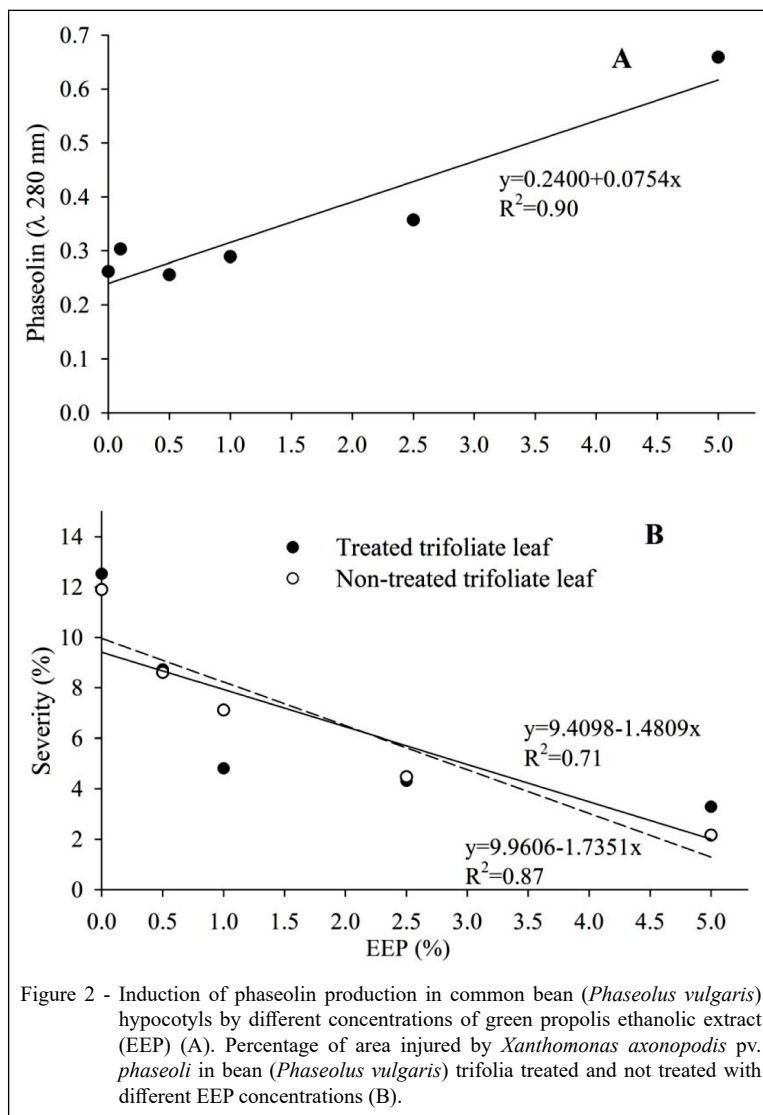 A
0.7
0.6
0.5
0.4
0.3
0.2
0.1
0.0
Phaseolin (λ 280 nm)
y=0.2400+0.0754x
R²=0.90
0.0 0.5 1.0 1.5 2.0 2.5 3.0 3.5 4.0 4.5 5.0
B
14
12
10
8
6
4
2
0
Severity (%)
Treated trifoliate leaf
Non-treated trifoliate leaf
y=9.4098-1.4809x
R²=0.71
y=9.9606-1.7351x
R²=0.87
0.0 0.5 1.0 1.5 2.0 2.5 3.0 3.5 4.0 4.5 5.0
EEP (%)
Figure 2 - Induction of phaseolin production in common bean (Phaseolus vulgaris)
hypocotyls by different concentrations of green propolis ethanolic extract
(EEP) (A). Percentage of area injured by Xanthomonas axonopodis pv.
phaseoli in bean (Phaseolus vulgaris) trifolia treated and not treated with
different EEP concentrations (B).